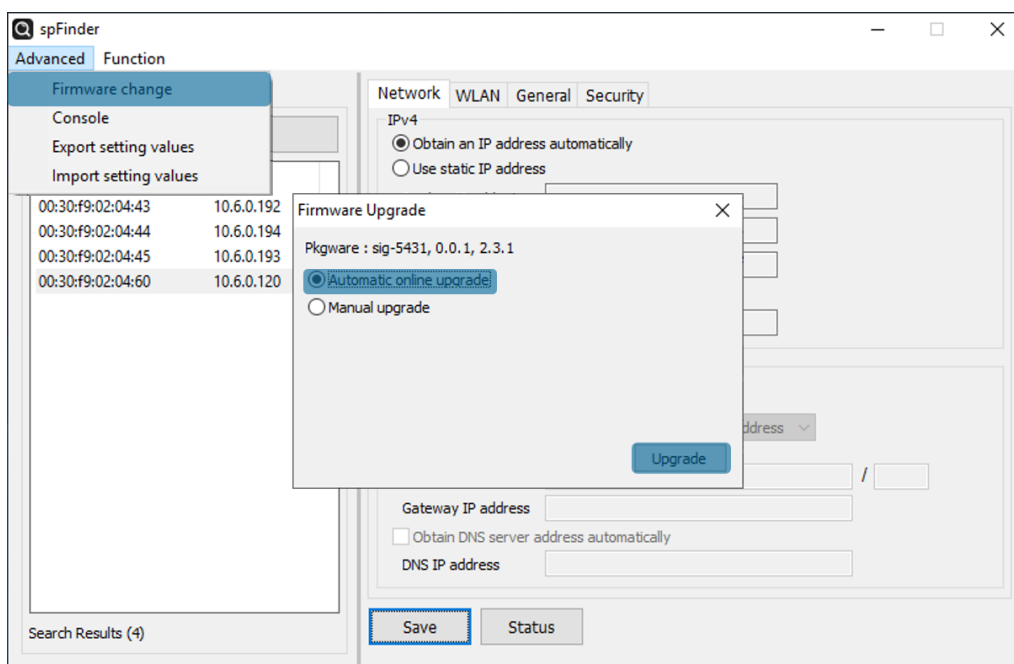 spFinder
Advanced Function
Firmware change
Console
Export setting values
Import setting values
00:30:f9:02:04:43 10.6.0.192
00:30:f9:02:04:44 10.6.0.194
00:30:f9:02:04:45 10.6.0.193
00:30:f9:02:04:60 10.6.0.120
Search Results (4)
Network WLAN General Security
IPv4
Obtain an IP address automatically
Use static IP address
Firmware Upgrade
Pkgware : sig-5431, 0.0.1, 2.3.1
Automatic online upgrade
Manual upgrade
Upgrade
ddress
/
Gateway IP address
Obtain DNS server address automatically
DNS IP address
Save Status